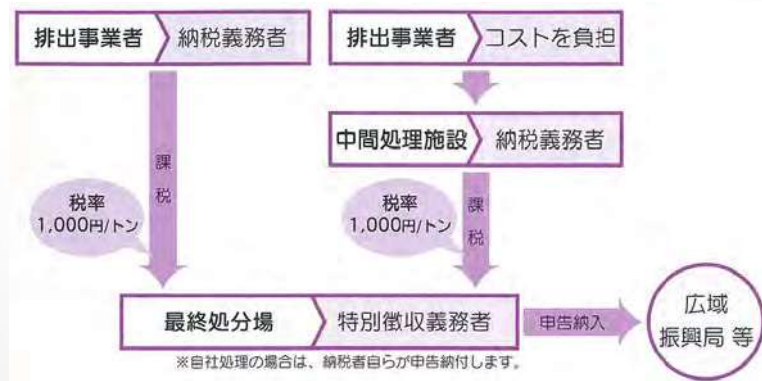 排出事業者 納税義務者
排出事業者 コストを負担
中間処理施設 納税義務者
課税
税率
1,000円/トン
税率
1,000円/トン
課税
最終処分場 特別徴収義務者
申告納入
広域
振興局 等
※自社処理の場合は、納税者自らが申告納付します。